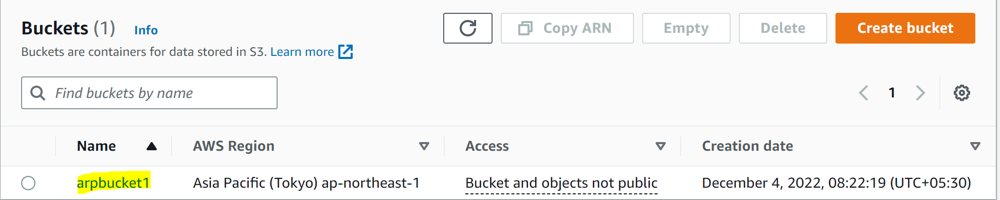 Buckets (1) Info
Copy ARN
Empty
Delete
Create bucket
Buckets are containers for data stored in S3. Learn more
Find buckets by name
1
Name AWS Region Access Creation date
arpbucket1 Asia Pacific (Tokyo) ap-northeast-1 Bucket and objects not public December 4, 2022, 08:22:19 (UTC+05:30)